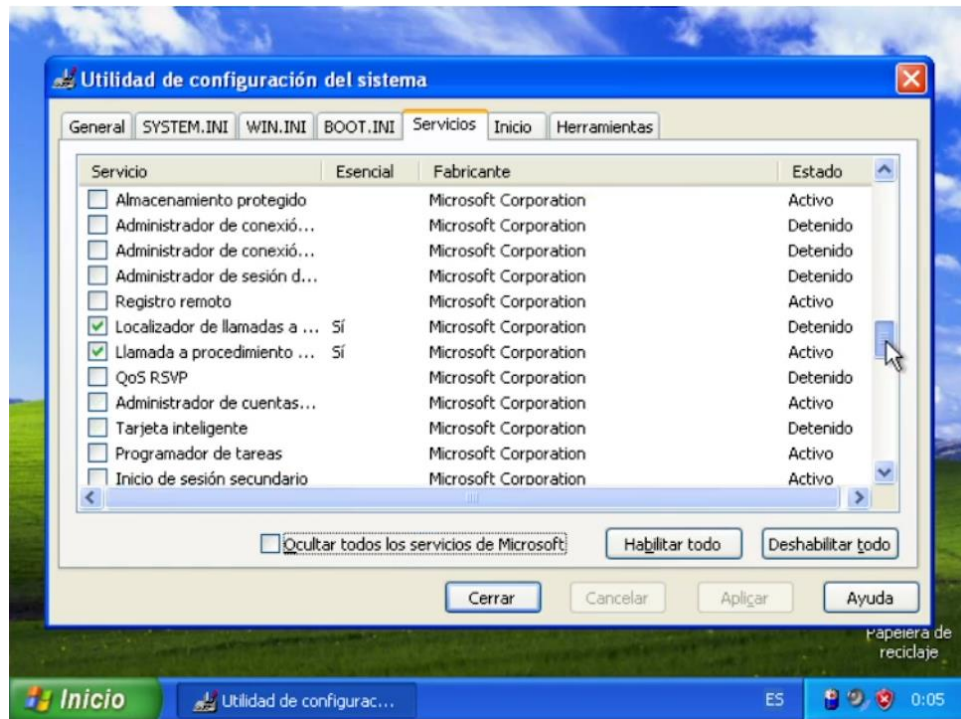 Utilidad de configuración del sistema
General SYSTEM.INI WIN.INI BOOT.INI Servicios Inicio Herramientas
Servicio Esencial Fabricante Estado
Almacenamiento protegido Microsoft Corporation Activo
Administrador de conexió... Microsoft Corporation Detenido
Administrador de conexió... Microsoft Corporation Detenido
Administrador de sesión d... Microsoft Corporation Detenido
Registro remoto Microsoft Corporation Activo
Localizador de llamadas a ... Sí Microsoft Corporation Detenido
Llamada a procedimiento ... Sí Microsoft Corporation Activo
QoS RSVP Microsoft Corporation Detenido
Administrador de cuentas... Microsoft Corporation Activo
Tarjeta inteligente Microsoft Corporation Detenido
Programador de tareas Microsoft Corporation Activo
Inicio de sesión secundario Microsoft Corporation Activo
Ocultar todos los servicios de Microsoft Habilitar todo Deshabilitar todo
Cerrar Cancelar Aplicar Ayuda
Papelera de
reciclaje
Inicio Utilidad de configurac... ES 0:05